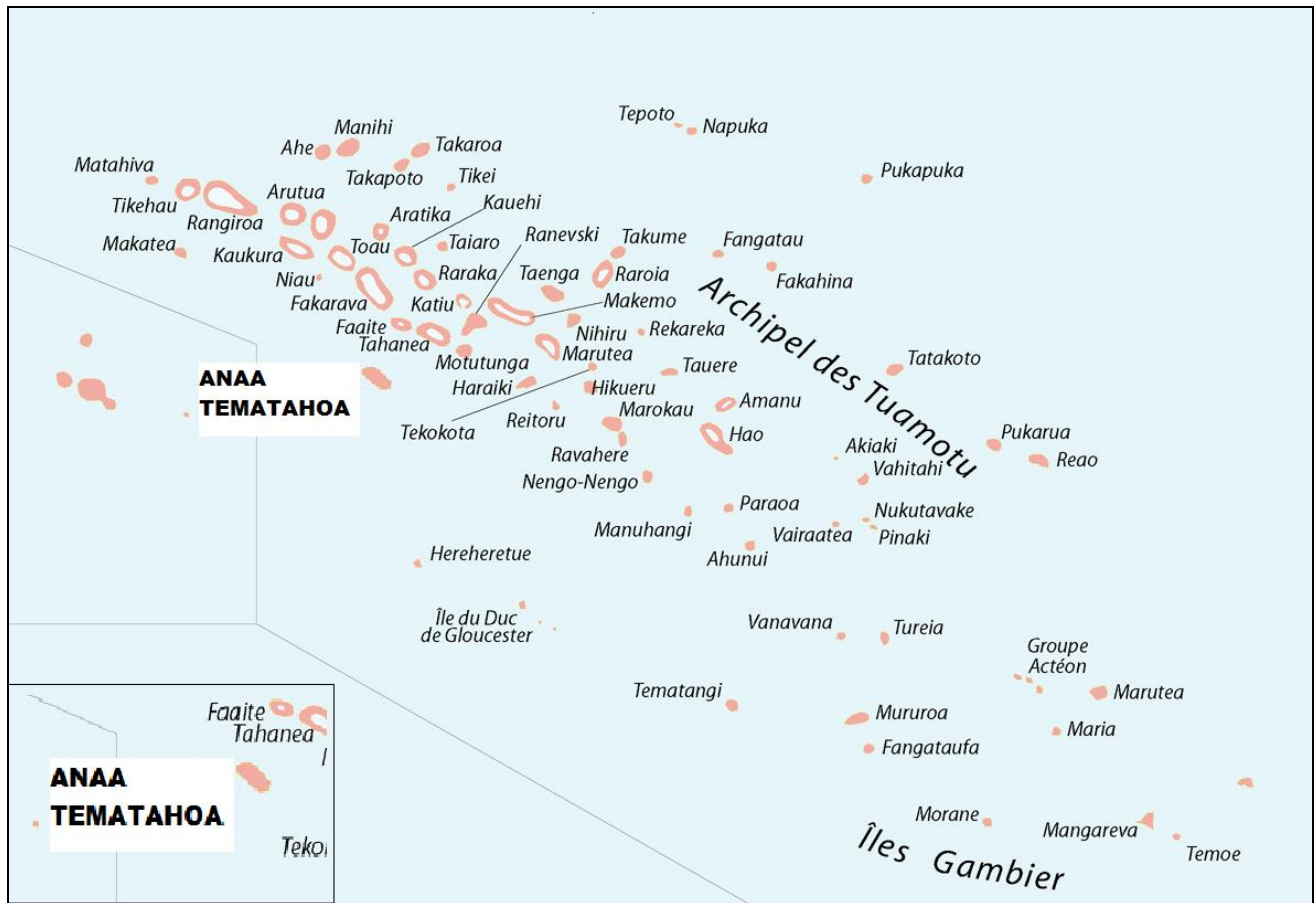 Tepoto
Napuka
Manihi
Ahe
Takaroa
Matahiva
Takapoto
Tikei
Pukapuka
Tikehau
Arutua
Kauehi
Rangiroa
Aratika
Makatea
Kaukura
Toau
Taiaro
Ranevski
Takume
Fangatau
Niau
Raraka
Taenga
Raroia
Fakahina
Fakarava
Katiu
Makemo
Faaite
Nihiru
Rekareka
Tahanea
Marutea
Motutunga
Tauere
Tatakoto
ANAA
TEMATAHOA
Haraiki
Hikueru
Amanu
Archipel des Tuamotu
Tekokota
Reitoru
Marokau
Hao
Pukarua
Ravahere
Akiaki
Reao
Nengo-Nengo
Vahitahi
Paraoa
Nukutavake
Manuhangi
Vairaatea
Pinaki
Hereheretue
Ahunui
Île du Duc
de Gloucester
Vanavana
Tureia
Groupe
Actéon
Tematangi
Marutea
Mururoa
Maria
Fangataufa
Morane
Mangareva
Temoe
Îles Gambier
Faaite
Tahanea
ANAA
TEMATAHOA